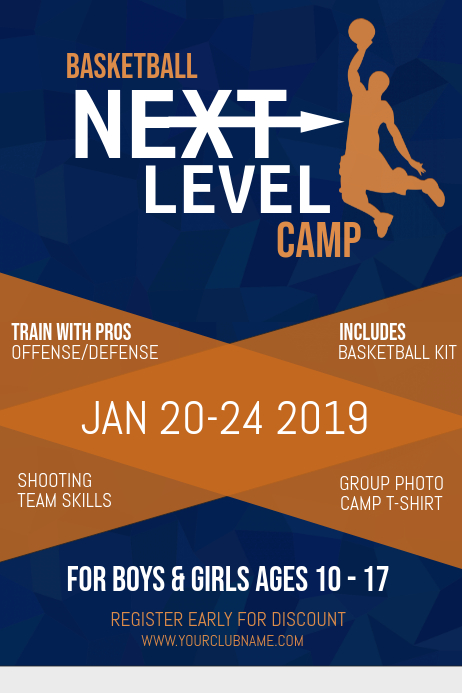 BASKETBALL
NEXT
LEVEL
CAMP
TRAIN WITH PROS
OFFENSE/DEFENSE
INCLUDES
BASKETBALL KIT
JAN 20-24 2019
SHOOTING
TEAM SKILLS
GROUP PHOTO
CAMP T-SHIRT
FOR BOYS & GIRLS AGES 10 - 17
REGISTER EARLY FOR DISCOUNT
WWW.YOURCLUBNAME.COM